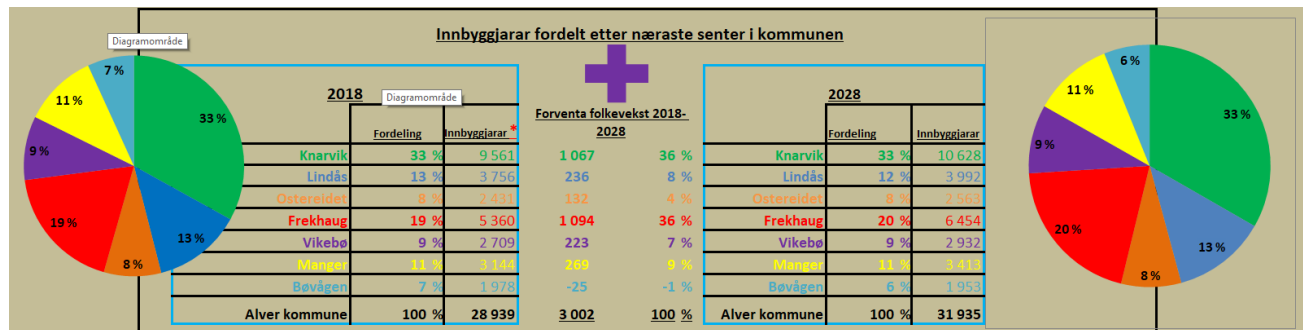 Innbyggjarar fordelt etter næraste senter i kommunen
Diagramområde
7 %
33 %
13 %
8 %
19 %
9 %
11 %
2018
Diagramområde
Fordeling Innbyggjarar *
Knarvik 33 % 9 561
Lindås 13 % 3 756
Ostereidet 8 % 2 431
Frekhaug 19 % 5 360
Vikebø 9 % 2 709
Manger 11 % 3 144
Bøvågen 7 % 1 978
Alver kommune 100 % 28 939
Forventa folkevekst 2018-
2028
1 067 36 %
236 8 %
132 4 %
1 094 36 %
223 7 %
269 9 %
-25 -1 %
3 002 100 %
2028
Fordeling Innbyggjarar
Knarvik 33 % 10 628
Lindås 12 % 3 992
Ostereidet 8 % 2 563
Frekhaug 20 % 6 454
Vikebø 9 % 2 932
Manger 11 % 3 413
Bøvågen 6 % 1 953
Alver kommune 100 % 31 935
6 %
33 %
13 %
8 %
20 %
9 %
11 %